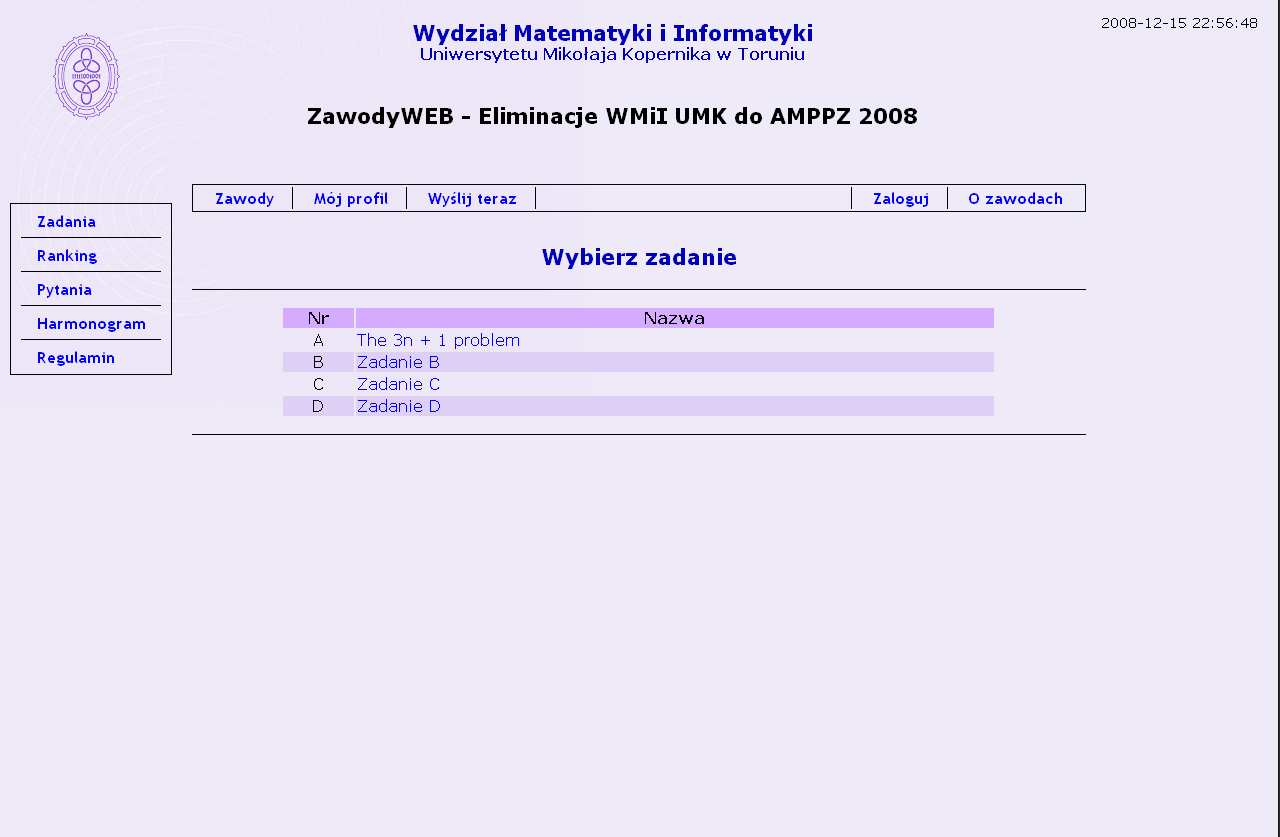 2008-12-15 22:56:48
Wydział Matematyki i Informatyki
Uniwersytetu Mikołaja Kopernika w Toruniu
ZawodyWEB - Eliminacje WMiI UMK do AMPPZ 2008
Zawody Mój profil Wyślij teraz Zaloguj O zawodach
Zadania
Ranking
Pytania
Harmonogram
Regulamin
Wybierz zadanie
Nr Nazwa
A The 3n + 1 problem
B Zadanie B
C Zadanie C
D Zadanie D